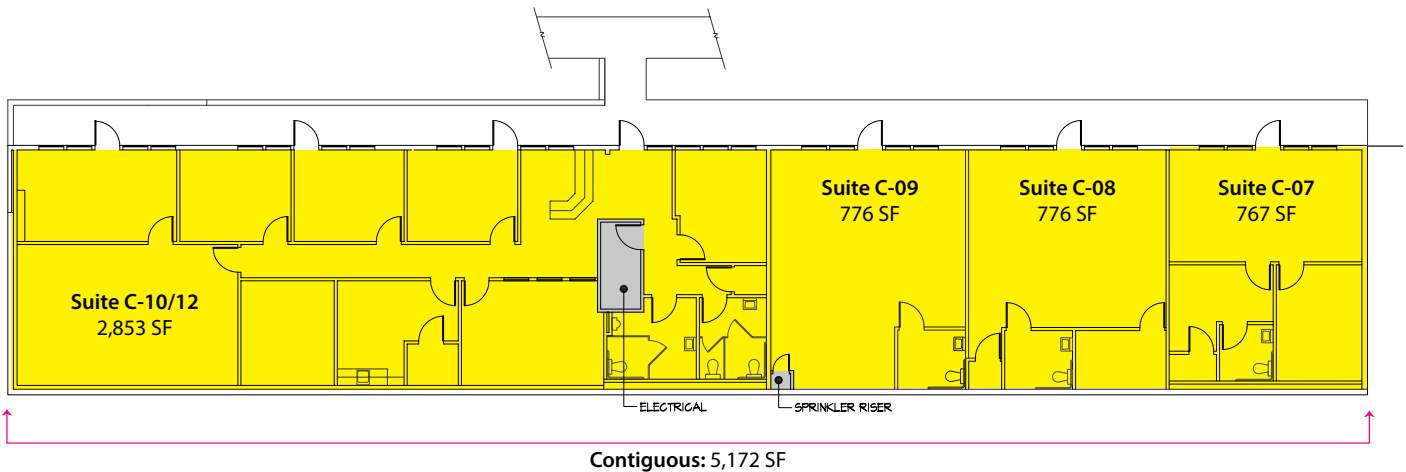 Suite C-09
776 SF
Suite C-08
776 SF
Suite C-07
767 SF
Suite C-10/12
2,853 SF
ELECTRICAL
SPRINKLER RISER
Contiguous: 5,172 SF